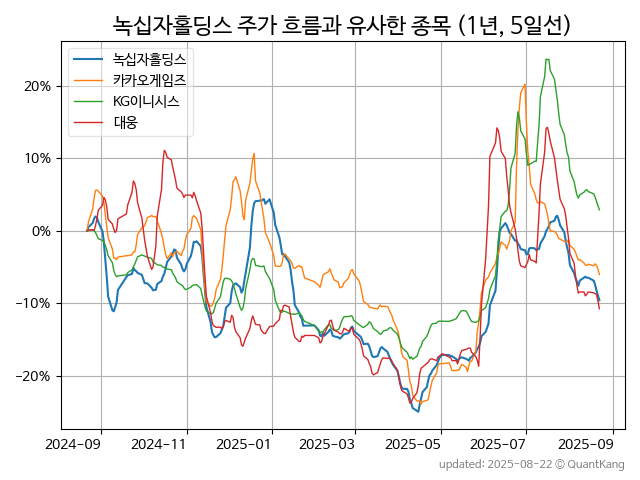 녹십자홀딩스 주가 흐름과 유사한 종목 (1년, 5일선)
녹십자홀딩스
카카오게임즈
KG이니시스
대웅
20%
10%
0%
−10%
−20%
2024−09
2024−11
2025−01
2025−03
2025−05
2025−07
2025−09
updated: 2025-08-22 © QuantKang